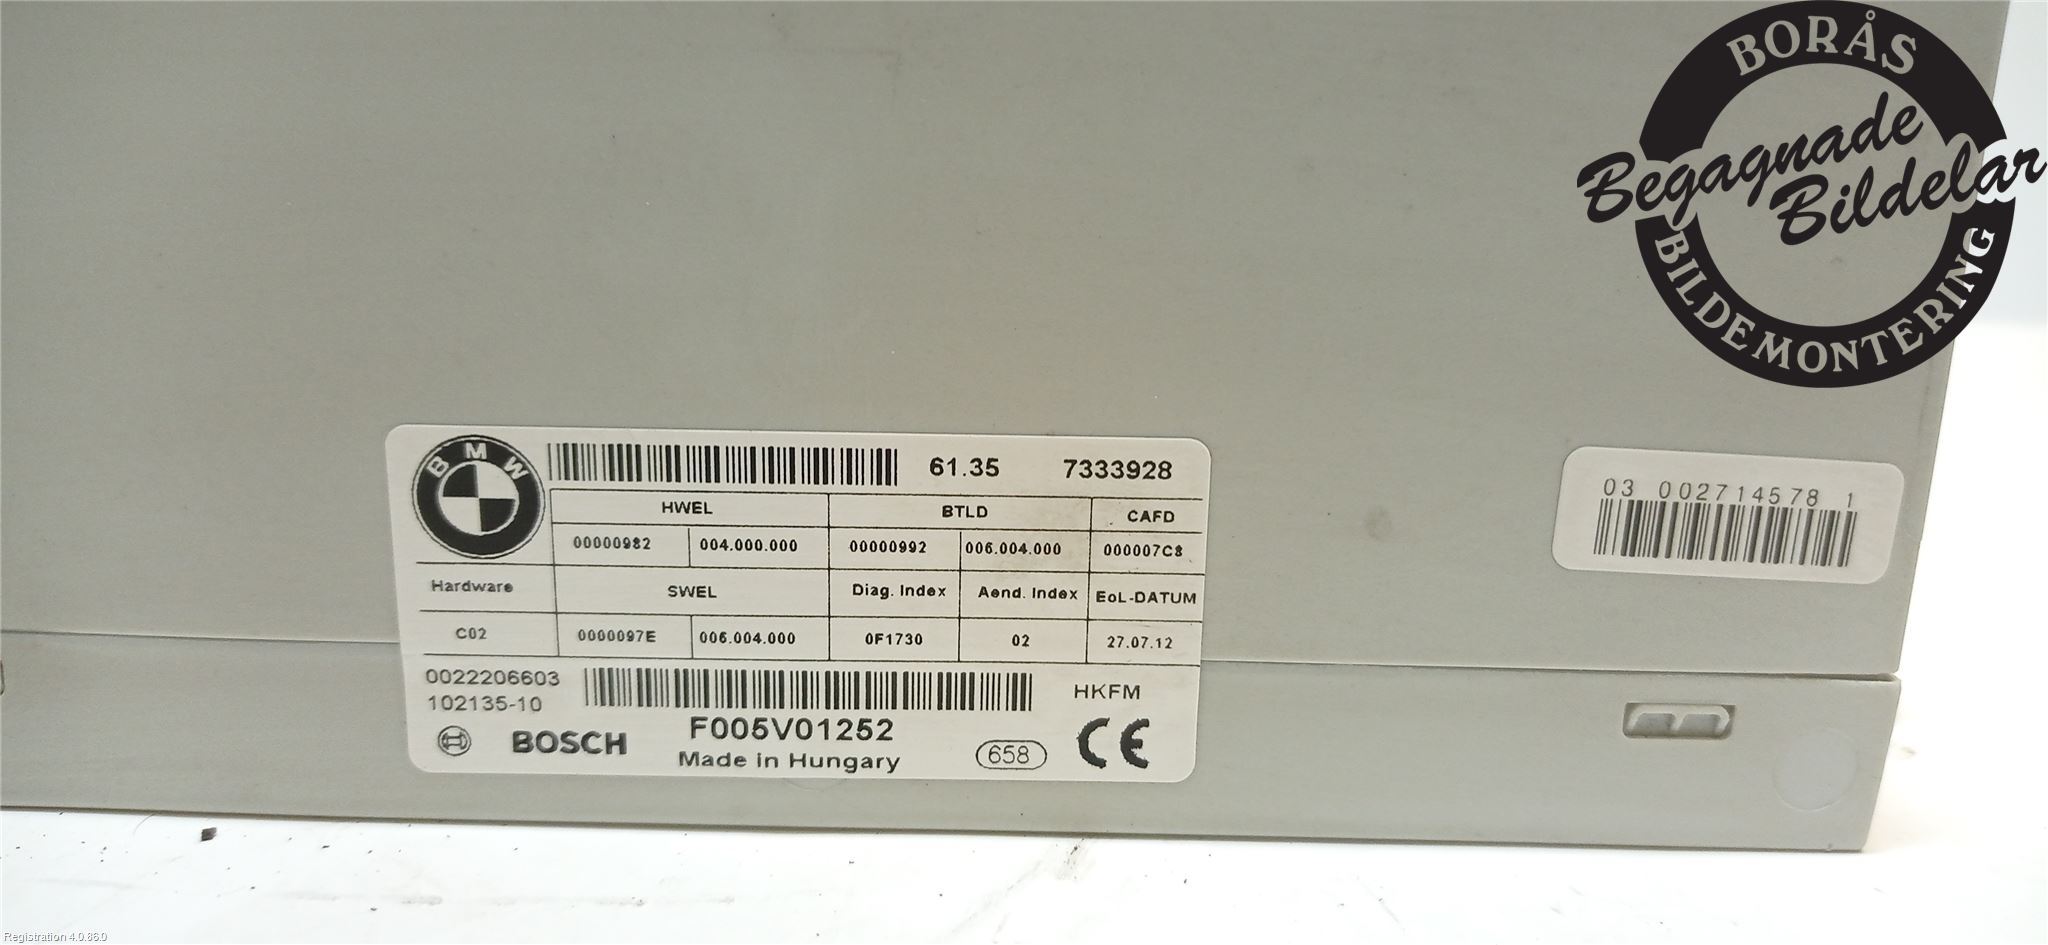 BORÅS
Begagnade
Bildelar
BILDEMONTERING
BMW
61.35 7333928
HWEL BTLD CAFD
00000982 004.000.000 00000992 006.004.000 000007C8
Hardware SWEL Diag. Index Aend. Index EoL-DATUM
C02 0000097E 006.004.000 0F1730 02 27.07.12
0022206603
102135-10
HKFM
F005V01252
BOSCH
Made in Hungary
658
CE
03 002714578 1
Registration 4.0.86.0